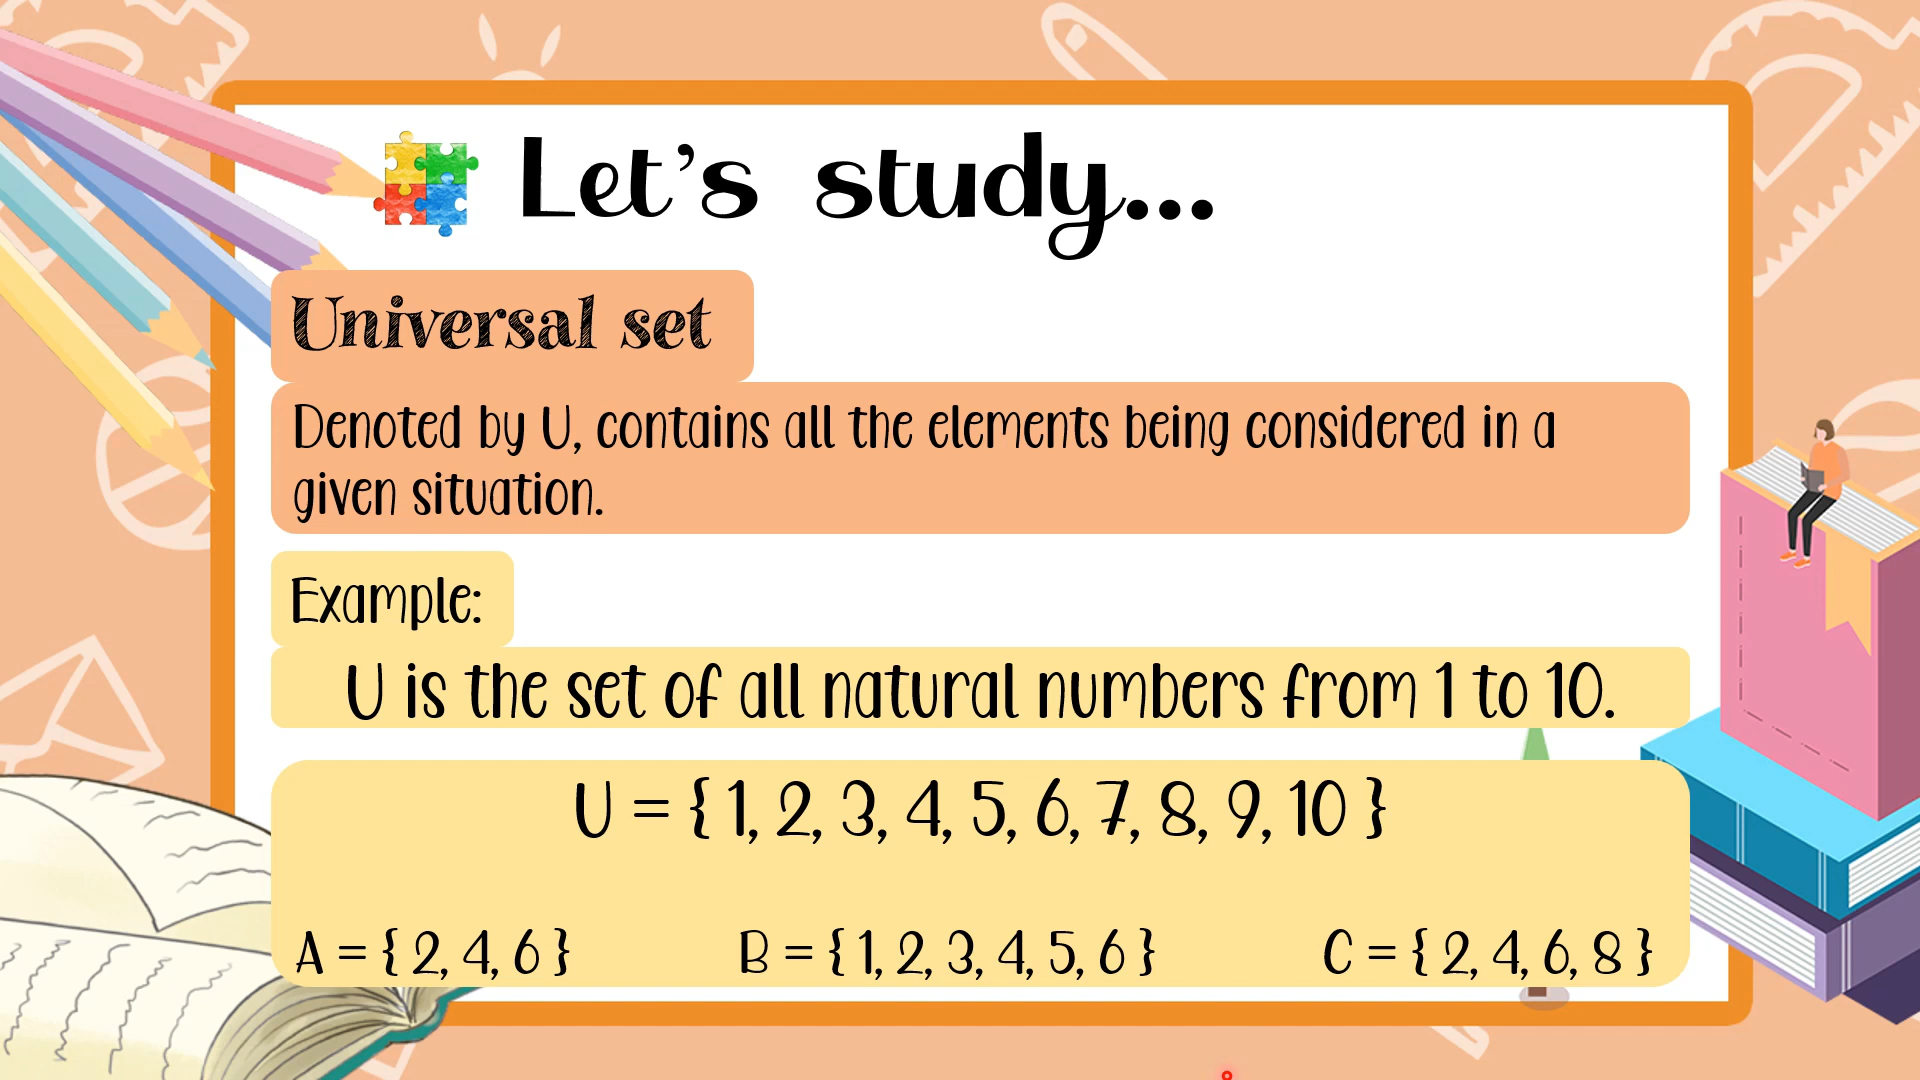 Let's study...
Universal set
Denoted by U, contains all the elements being considered in a
given situation.
Example:
U is the set of all natural numbers from 1 to 10.
U = { 1, 2, 3, 4, 5, 6, 7, 8, 9, 10 }
A = { 2, 4, 6 } B = { 1, 2, 3, 4, 5, 6 } C = { 2, 4, 6, 8 }